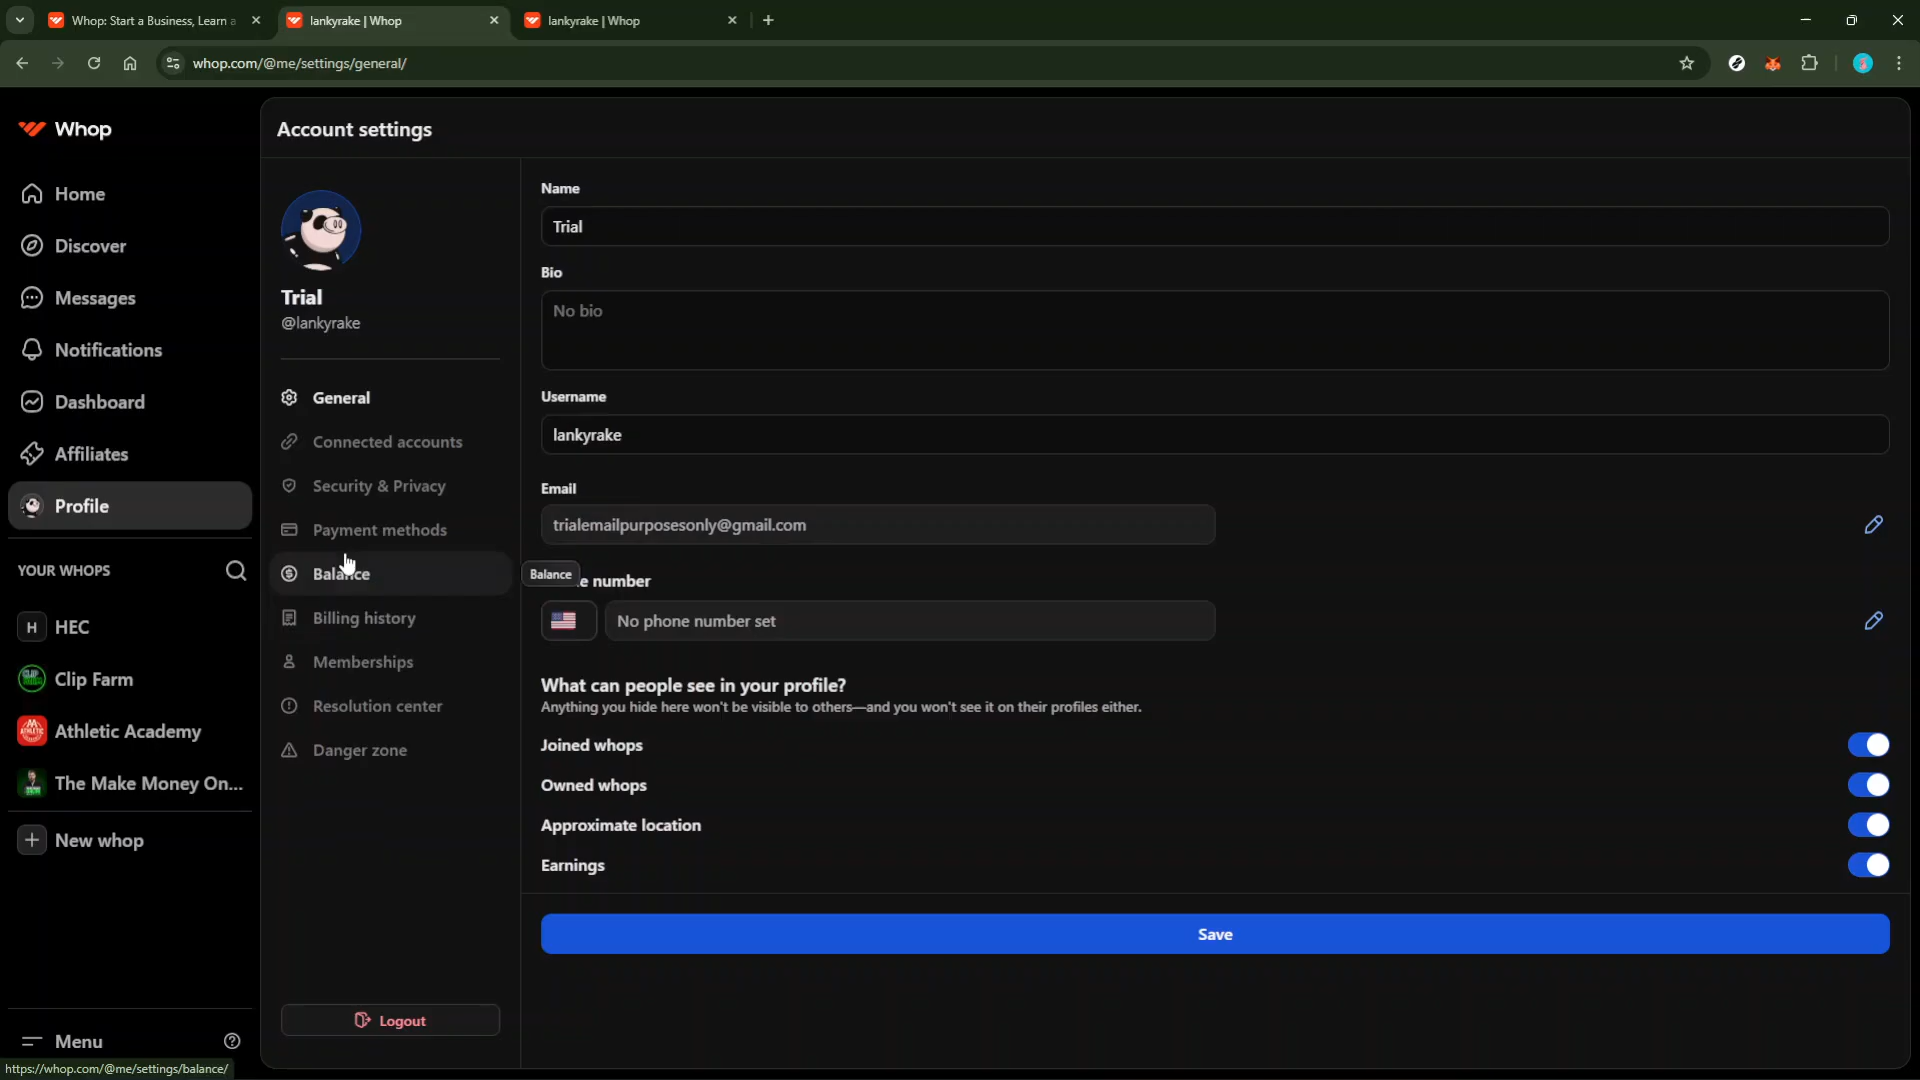 Whop: Start a Business, Learn a
lankyrake | Whop
lankyrake | Whop
whop.com/@me/settings/general/
Whop
Home
Discover
Messages
Notifications
Dashboard
Affiliates
Profile
YOUR WHOPS
H HEC
Clip Farm
Athletic Academy
The Make Money On...
New whop
Menu
https://whop.com/@me/settings/balance/
Account settings
Trial
@lankyrake
General
Connected accounts
Security & Privacy
Payment methods
Balance
Billing history
Memberships
Resolution center
Danger zone
Logout
Name
Trial
Bio
No bio
Username
lankyrake
Email
trialemailpurposesonly@gmail.com
Balance
e number
No phone number set
What can people see in your profile?
Anything you hide here won't be visible to others—and you won't see it on their profiles either.
Joined whops
Owned whops
Approximate location
Earnings
Save